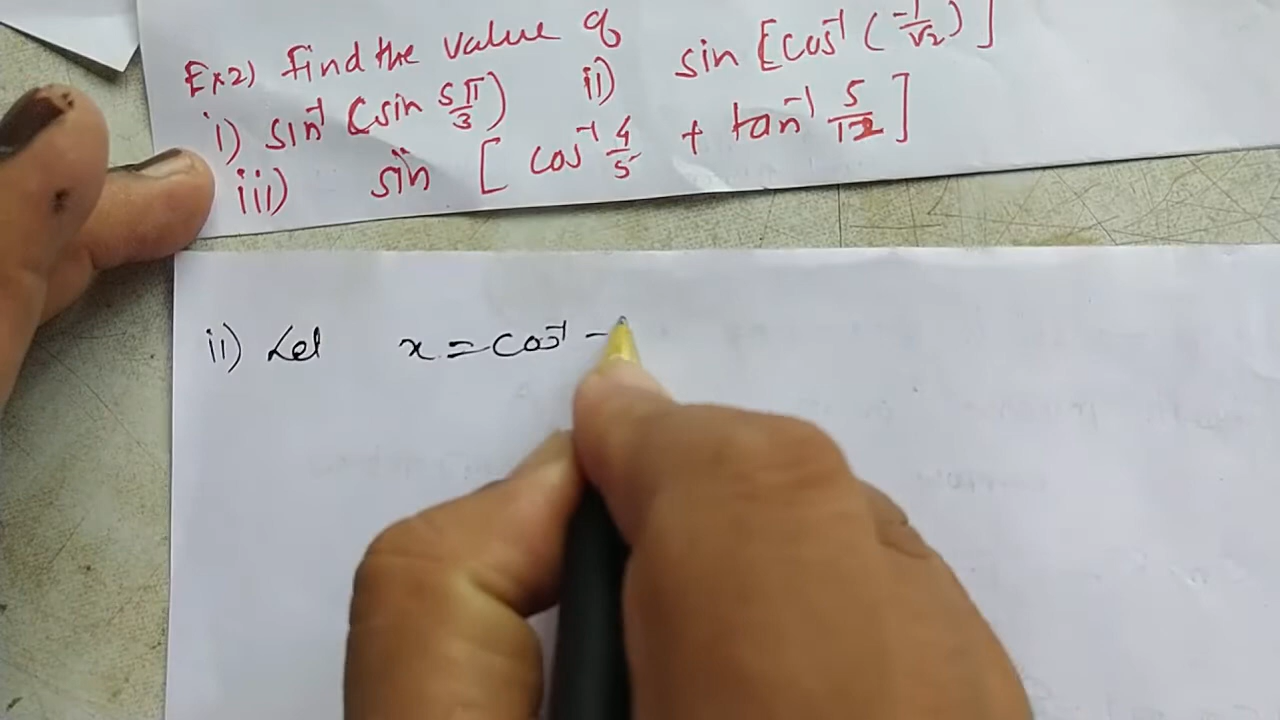 Ex2) Find the value of
i) sin⁻¹ (sin 5π/3) ii) sin [cos⁻¹ (-1/√2)]
iii) sin [cos⁻¹ 4/5 + tan⁻¹ 5/12]
ii) Let x = cos⁻¹ -